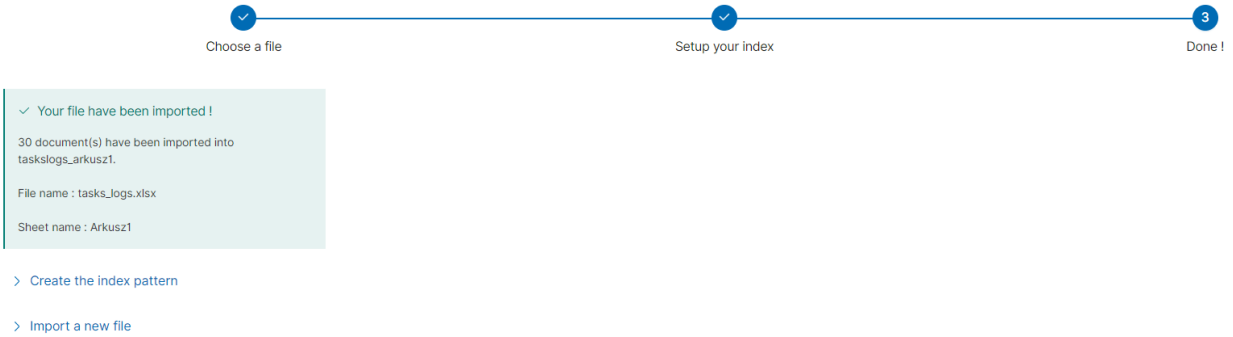 3
Choose a file
Setup your index
Done !
Your file have been imported !
30 document(s) have been imported into
taskslogs_arkusz1.
File name : tasks_logs.xlsx
Sheet name : Arkusz1
Create the index pattern
Import a new file